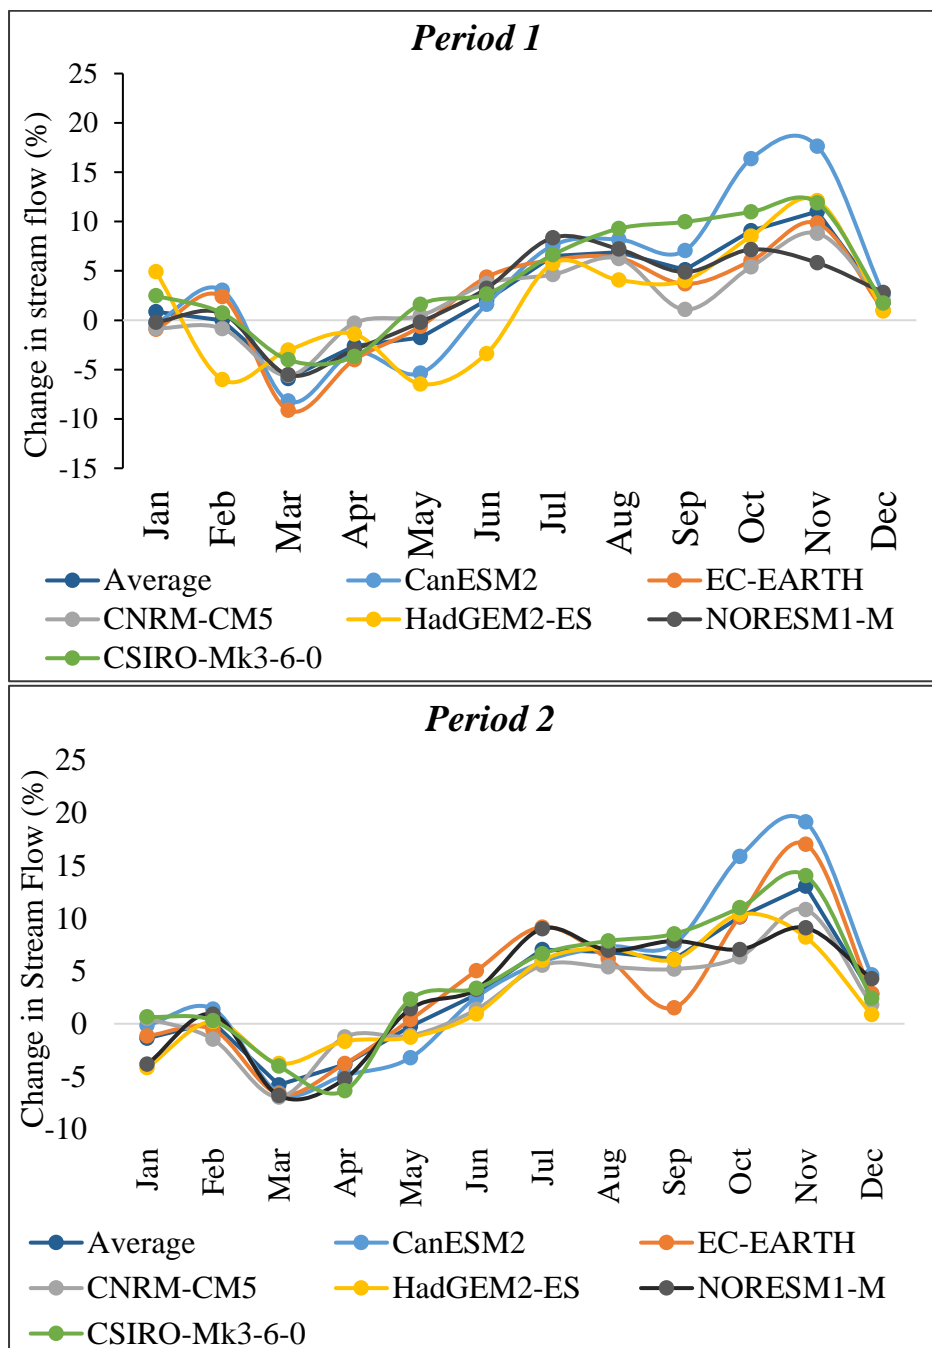 Period 1
Change in stream flow (%)
25
20
15
10
5
0
-5
-10
-15
Jan Feb Mar Apr May Jun Jul Aug Sep Oct Nov Dec
Average CanESM2 EC-EARTH
CNRM-CM5 HadGEM2-ES NORESM1-M
CSIRO-Mk3-6-0
Period 2
Change in Stream Flow (%)
25
20
15
10
5
0
-5
-10
Jan Feb Mar Apr May Jun Jul Aug Sep Oct Nov Dec
Average CanESM2 EC-EARTH
CNRM-CM5 HadGEM2-ES NORESM1-M
CSIRO-Mk3-6-0